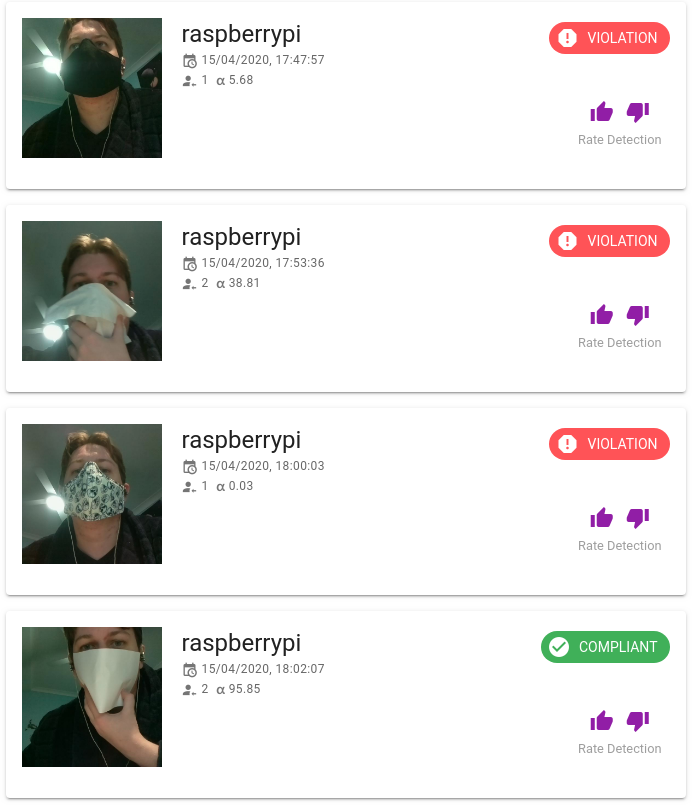 raspberrypi
VIOLATION
15/04/2020, 17:47:57
1 α 5.68
Rate Detection
raspberrypi
VIOLATION
15/04/2020, 17:53:36
2 α 38.81
Rate Detection
raspberrypi
VIOLATION
15/04/2020, 18:00:03
1 α 0.03
Rate Detection
raspberrypi
COMPLIANT
15/04/2020, 18:02:07
2 α 95.85
Rate Detection